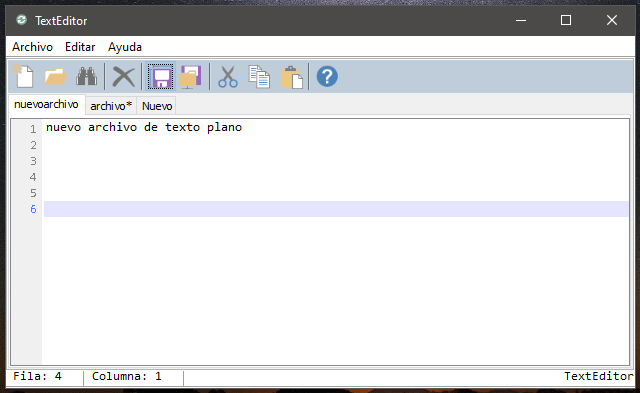 TextEditor
Archivo Editar Ayuda
nuevoarchivo archivo* Nuevo
1 nuevo archivo de texto plano
2
3
4
5
6
Fila: 4 Columna: 1 TextEditor